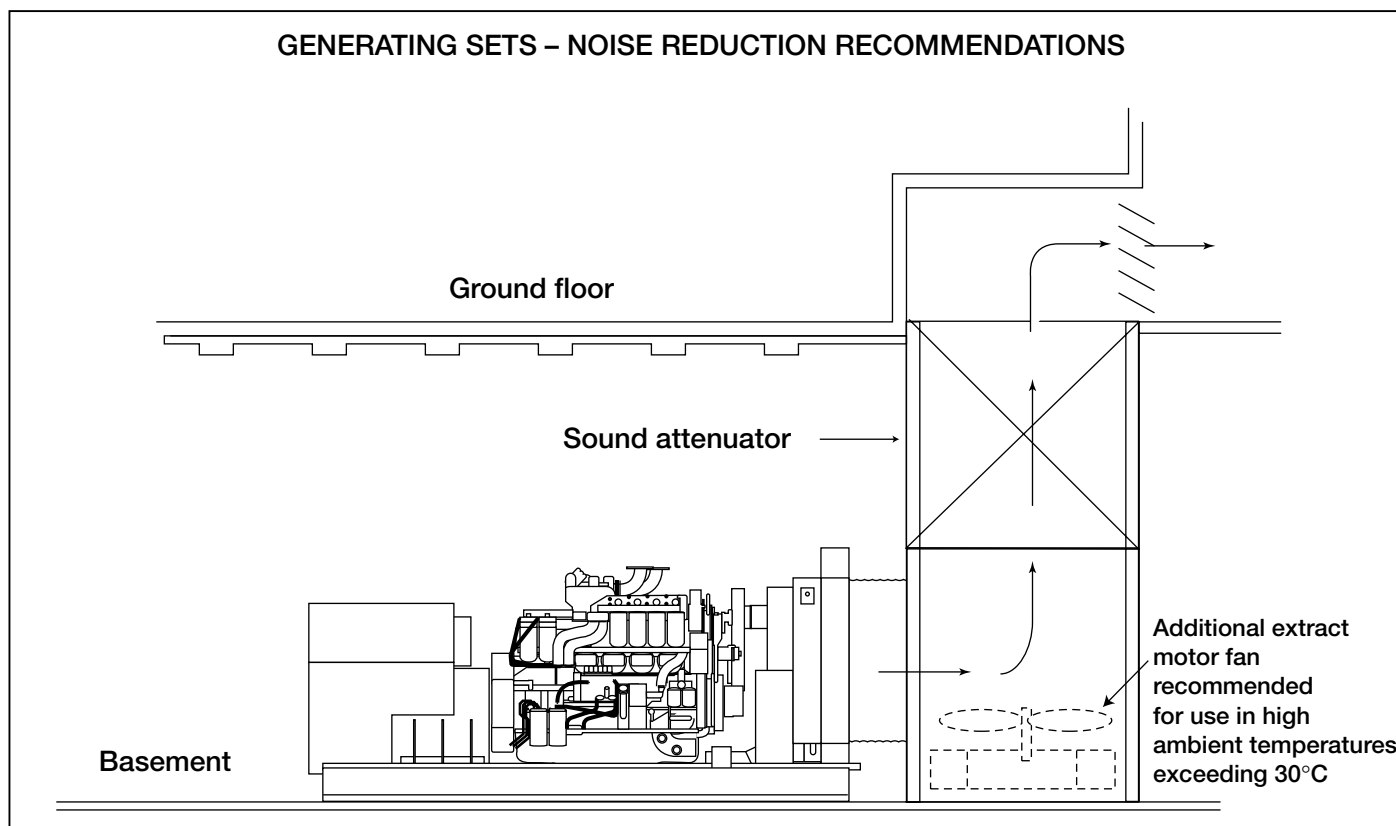 GENERATING SETS – NOISE REDUCTION RECOMMENDATIONS
Ground floor
Sound attenuator
Additional extract
motor fan
recommended
for use in high
ambient temperatures
exceeding 30°C
Basement